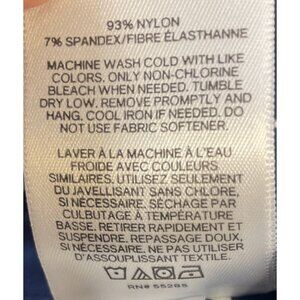 93% NYLON
7% SPANDEX/FIBRE ÉLASTHANNE
MACHINE WASH COLD WITH LIKE
COLORS. ONLY NON-CHLORINE
BLEACH WHEN NEEDED. TUMBLE
DRY LOW. REMOVE PROMPTLY AND
HANG. COOL IRON IF NEEDED. DO
NOT USE FABRIC SOFTENER.
LAVER À LA MACHINE À L'EAU
FROIDE AVEC COULEURS
SIMILAIRES. UTILISEZ SEULEMENT
DU JAVELLISANT SANS CHLORE,
SI NÉCESSAIRE. SÉCHAGE PAR
CULBUTAGE À TEMPÉRATURE
BASSE. RETIRER RAPIDEMENT ET
SUSPENDRE. REPASSAGE DOUX,
SI NÉCESSAIRE. NE PAS UTILISER
D'ASSOUPLISSANT TEXTILE.
RN# 55285